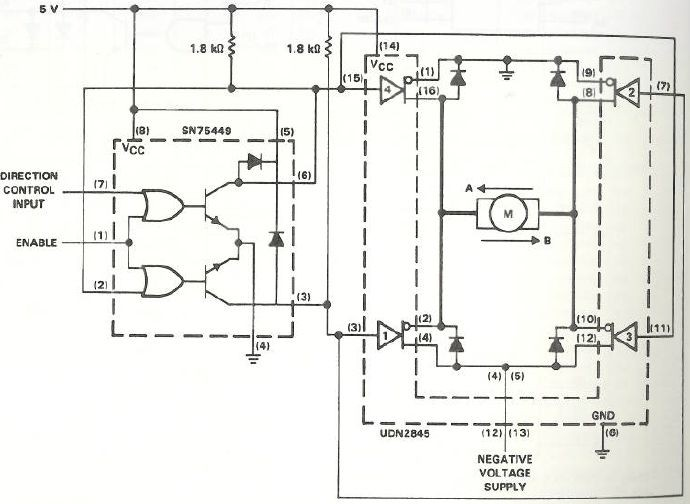 5 V
1.8 kΩ
1.8 kΩ
(14)
VCC
(15)
4
(1)
(16)
(9)
(8)
2
(7)
(8)
SN75449
(5)
VCC
(6)
DIRECTION
CONTROL
INPUT
(7)
ENABLE
(1)
(2)
(3)
(4)
A
M
B
(3)
1
(2)
(4)
(10)
(12)
3
(11)
(4) (5)
GND
(6)
UDN2845
(12) (13)
NEGATIVE
VOLTAGE
SUPPLY